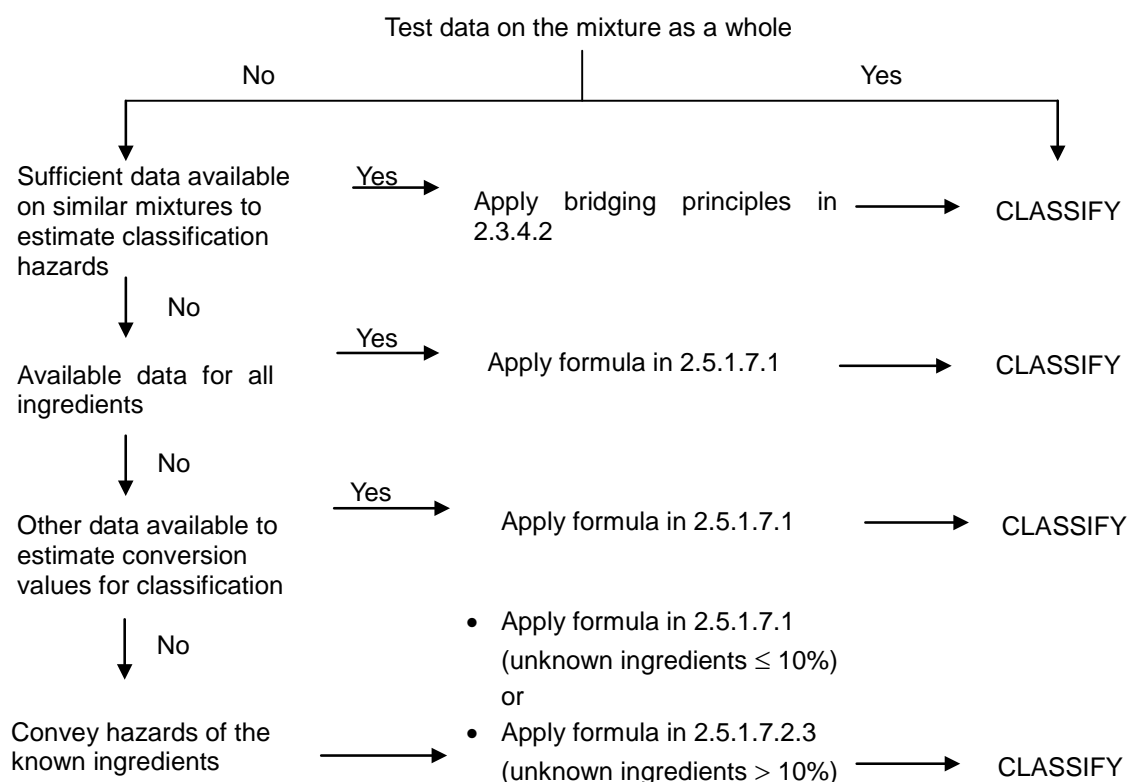 Test data on the mixture as a whole
No
Yes
Sufficient data available
on similar mixtures to
estimate classification
hazards
Yes
Apply bridging principles in
2.3.4.2
CLASSIFY
No
Available data for all
ingredients
Yes
Apply formula in 2.5.1.7.1
CLASSIFY
No
Other data available to
estimate conversion
values for classification
Yes
Apply formula in 2.5.1.7.1
CLASSIFY
No
Convey hazards of the
known ingredients
• Apply formula in 2.5.1.7.1
(unknown ingredients ≤ 10%)
or
• Apply formula in 2.5.1.7.2.3
(unknown ingredients > 10%)
CLASSIFY